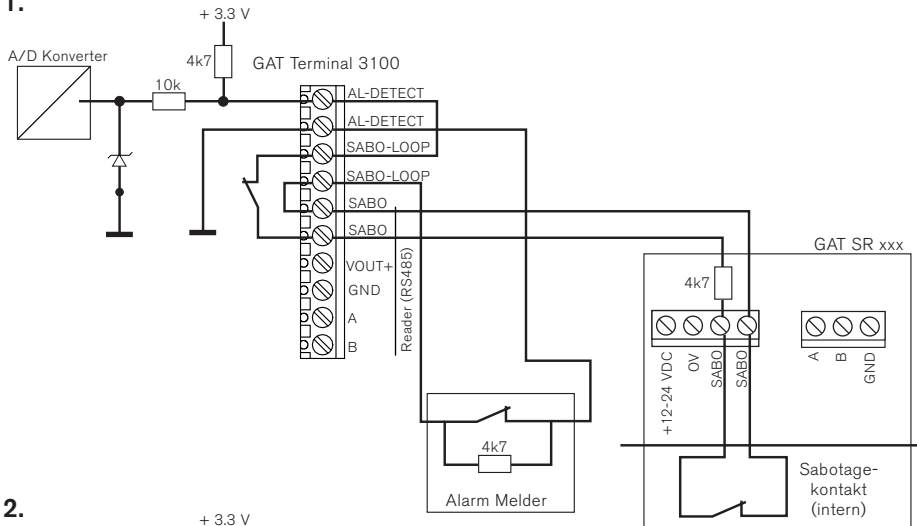 1.
+ 3.3 V
A/D Konverter
4k7
GAT Terminal 3100
10k
AL-DETECT
AL-DETECT
SABO-LOOP
SABO-LOOP
SABO
SABO
VOUT+
GND
A
B
Reader (RS485)
GAT SR xxx
4k7
+12-24 VDC
0V
SABO
SABO
A
B
GND
4k7
Alarm Melder
Sabotage-
kontakt
(intern)
2.
+ 3.3 V